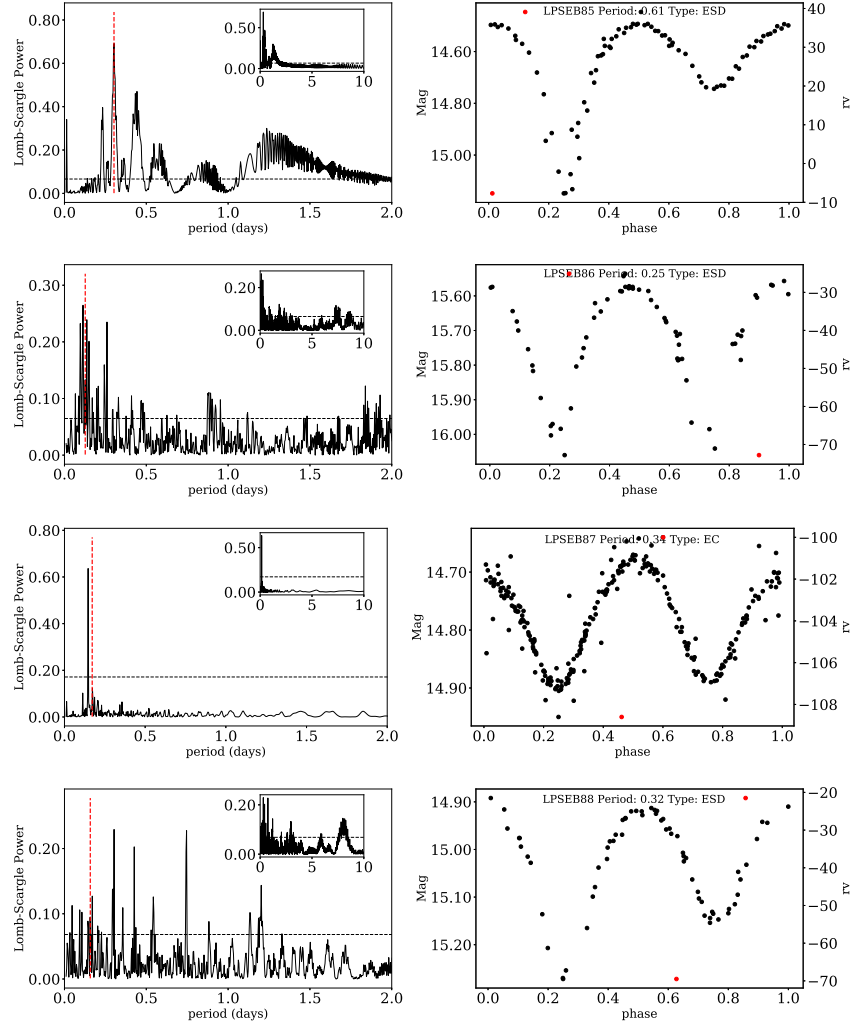 LPSEB85 Period: 0.61 Type: ESD
Lomb-Scargle Power
0.80
0.60
0.40
0.20
0.00
0.0 0.5 1.0 1.5 2.0
period (days)
0.50
0.00
0 5 10
Mag
14.60
14.80
15.00
0.0 0.2 0.4 0.6 0.8 1.0
phase
40
30
20
10
0
−10
rv
LPSEB86 Period: 0.25 Type: ESD
Lomb-Scargle Power
0.30
0.20
0.10
0.00
0.0 0.5 1.0 1.5 2.0
period (days)
0.20
0.00
0 5 10
Mag
15.60
15.70
15.80
15.90
16.00
0.0 0.2 0.4 0.6 0.8 1.0
phase
−30
−40
−50
−60
−70
rv
LPSEB87 Period: 0.34 Type: EC
Lomb-Scargle Power
0.80
0.60
0.40
0.20
0.00
0.0 0.5 1.0 1.5 2.0
period (days)
0.50
0.00
0 5 10
Mag
14.70
14.80
14.90
0.0 0.2 0.4 0.6 0.8 1.0
phase
−100
−102
−104
−106
−108
rv
LPSEB88 Period: 0.32 Type: ESD
Lomb-Scargle Power
0.20
0.10
0.00
0.0 0.5 1.0 1.5 2.0
period (days)
0.20
0.00
0 5 10
Mag
14.90
15.00
15.10
15.20
0.0 0.2 0.4 0.6 0.8 1.0
phase
−20
−30
−40
−50
−60
−70
rv